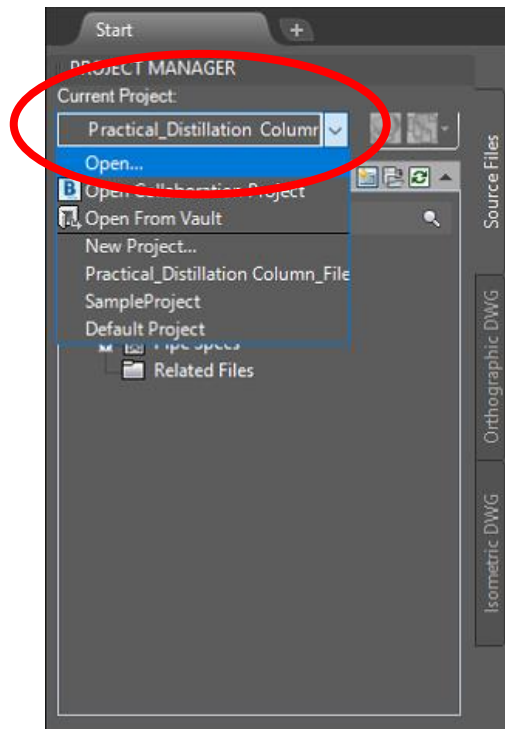 Start
PROJECT MANAGER
Current Project:
Practical_Distillation Column
Open...
Open Collaboration Project
Open From Vault
New Project...
Practical_Distillation Column_File
SampleProject
Default Project
Pipe Specs
Related Files
Source Files
Orthographic DWG
Isometric DWG